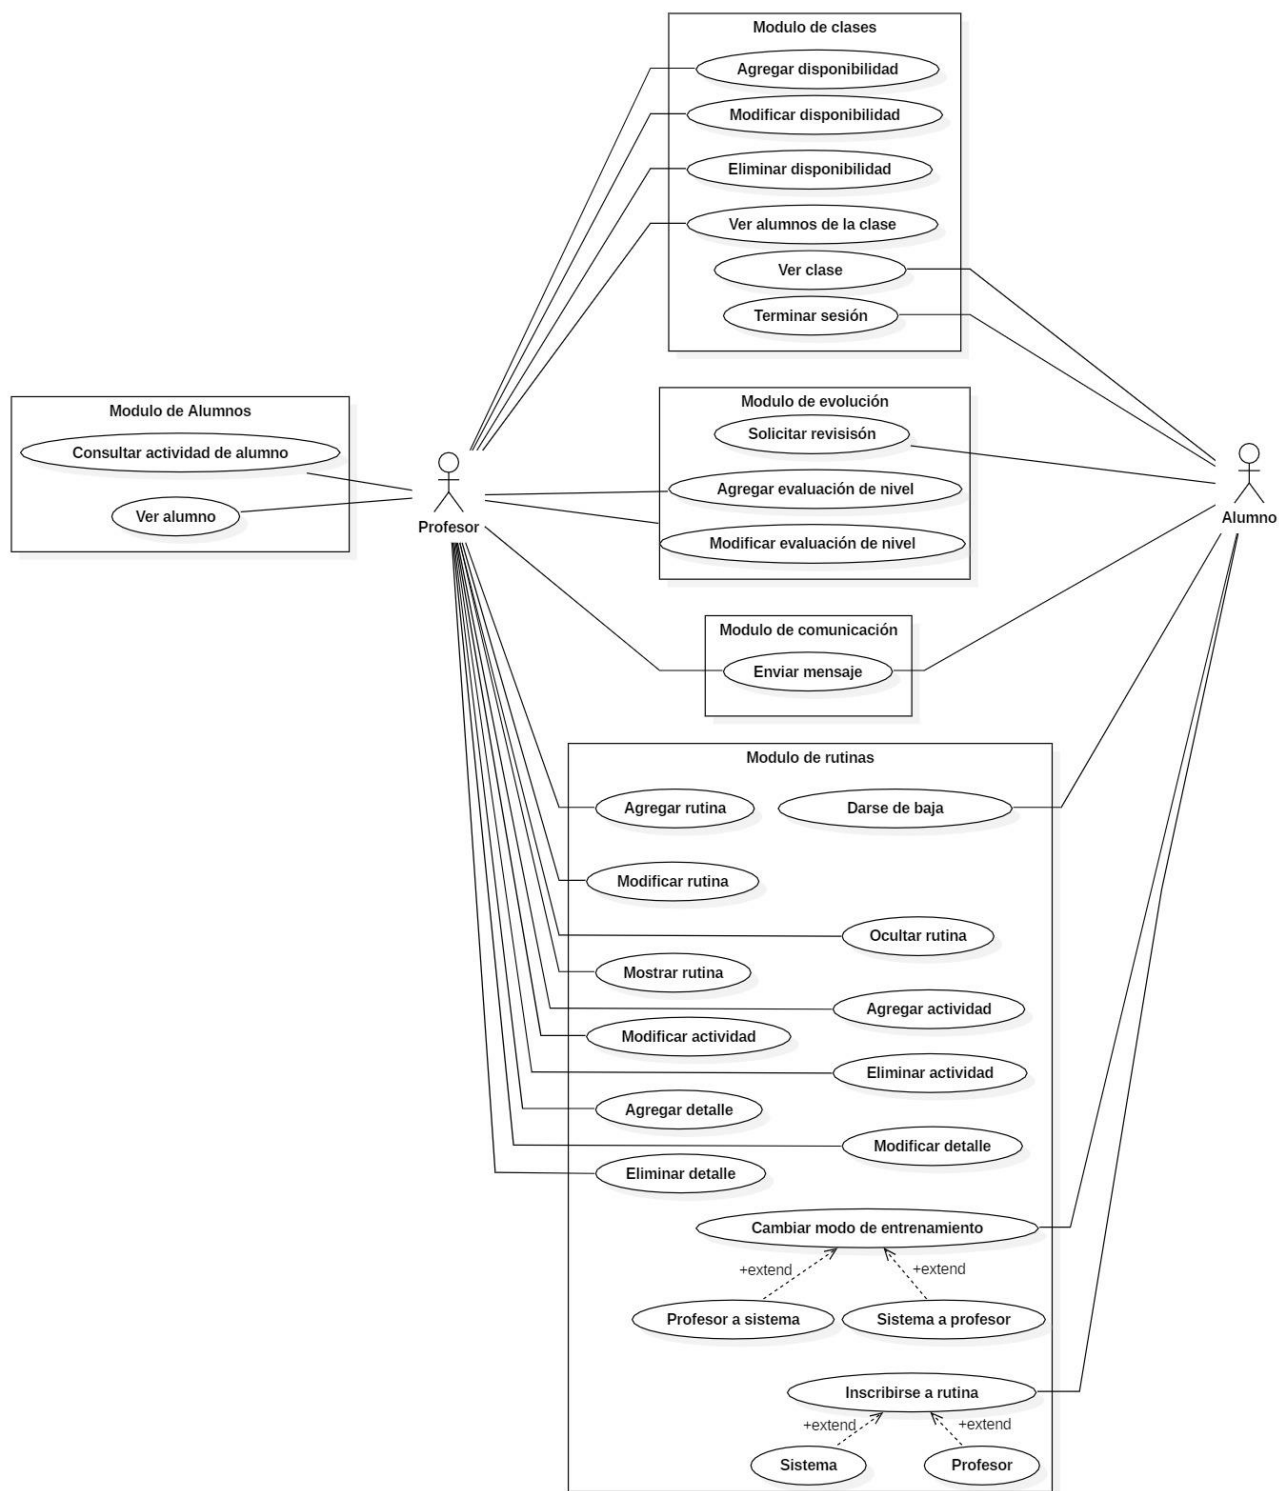 Modulo de clases
Agregar disponibilidad
Modificar disponibilidad
Eliminar disponibilidad
Ver alumnos de la clase
Ver clase
Terminar sesión
Modulo de Alumnos
Consultar actividad de alumno
Ver alumno
Profesor
Modulo de evolución
Solicitar revisisón
Agregar evaluación de nivel
Modificar evaluación de nivel
Alumno
Modulo de comunicación
Enviar mensaje
Modulo de rutinas
Agregar rutina
Darse de baja
Modificar rutina
Ocultar rutina
Mostrar rutina
Agregar actividad
Modificar actividad
Eliminar actividad
Agregar detalle
Modificar detalle
Eliminar detalle
Cambiar modo de entrenamiento
+extend
+extend
Profesor a sistema
Sistema a profesor
Inscribirse a rutina
+extend
+extend
Sistema
Profesor